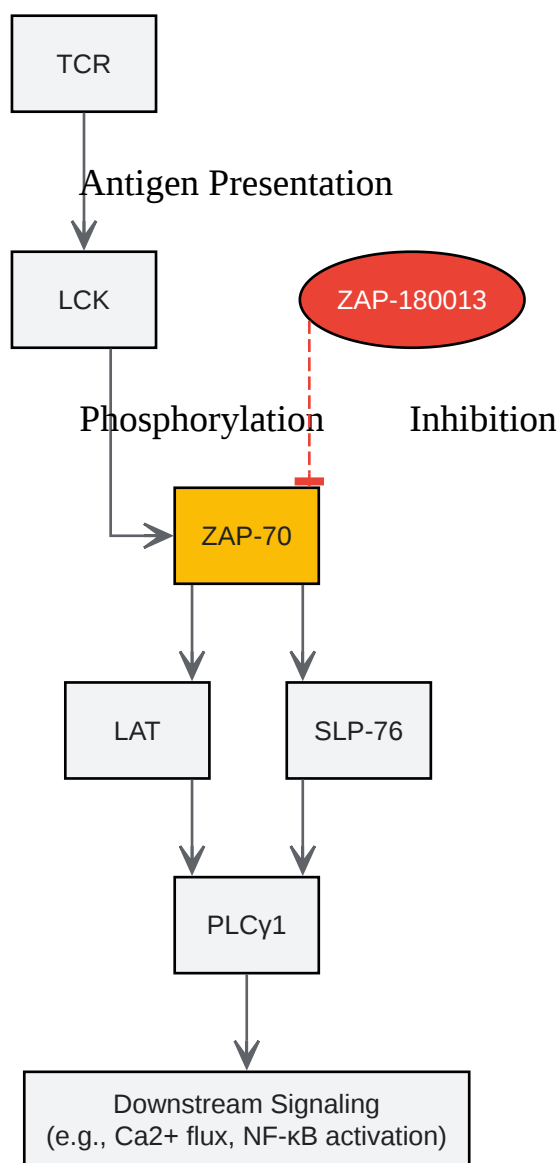 TCR
Antigen Presentation
LCK
ZAP-180013
Phosphorylation
Inhibition
ZAP-70
LAT
SLP-76
PLCγ1
Downstream Signaling
(e.g., Ca2+ flux, NF-κB activation)